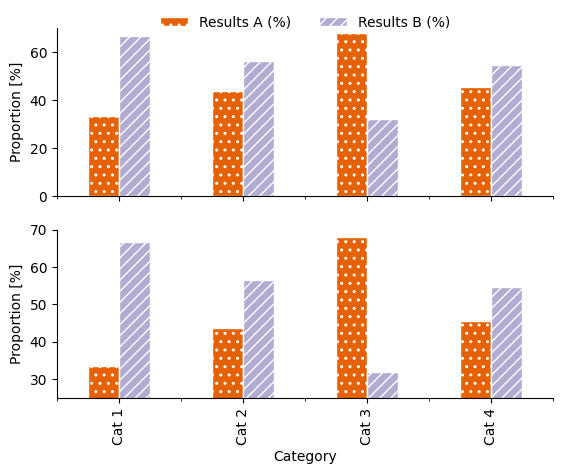 Results A (%) Results B (%)
Proportion [%]
60
40
20
0
Proportion [%]
70
60
50
40
30
Cat 1 Cat 2 Cat 3 Cat 4
Category